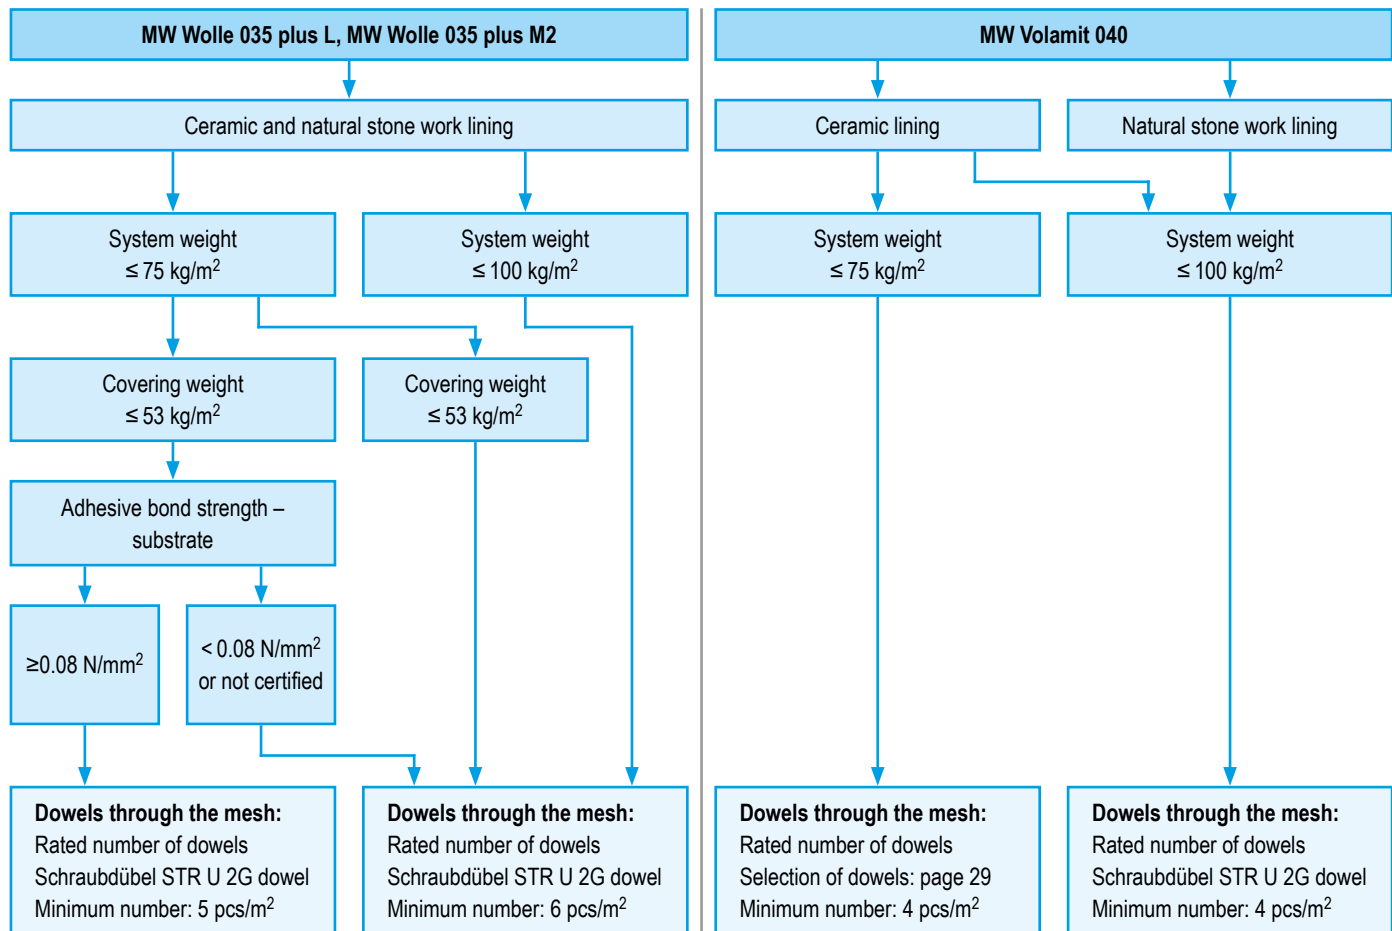 MW Wolle 035 plus L, MW Wolle 035 plus M2
MW Volamit 040
Ceramic and natural stone work lining
Ceramic lining
Natural stone work lining
System weight
≤ 75 kg/m²
System weight
≤ 100 kg/m²
System weight
≤ 75 kg/m²
System weight
≤ 100 kg/m²
Covering weight
≤ 53 kg/m²
Covering weight
≤ 53 kg/m²
Adhesive bond strength –
substrate
≥0.08 N/mm²
< 0.08 N/mm²
or not certified
Dowels through the mesh:
Rated number of dowels
Schraubdübel STR U 2G dowel
Minimum number: 5 pcs/m²
Dowels through the mesh:
Rated number of dowels
Schraubdübel STR U 2G dowel
Minimum number: 6 pcs/m²
Dowels through the mesh:
Rated number of dowels
Selection of dowels: page 29
Minimum number: 4 pcs/m²
Dowels through the mesh:
Rated number of dowels
Schraubdübel STR U 2G dowel
Minimum number: 4 pcs/m²